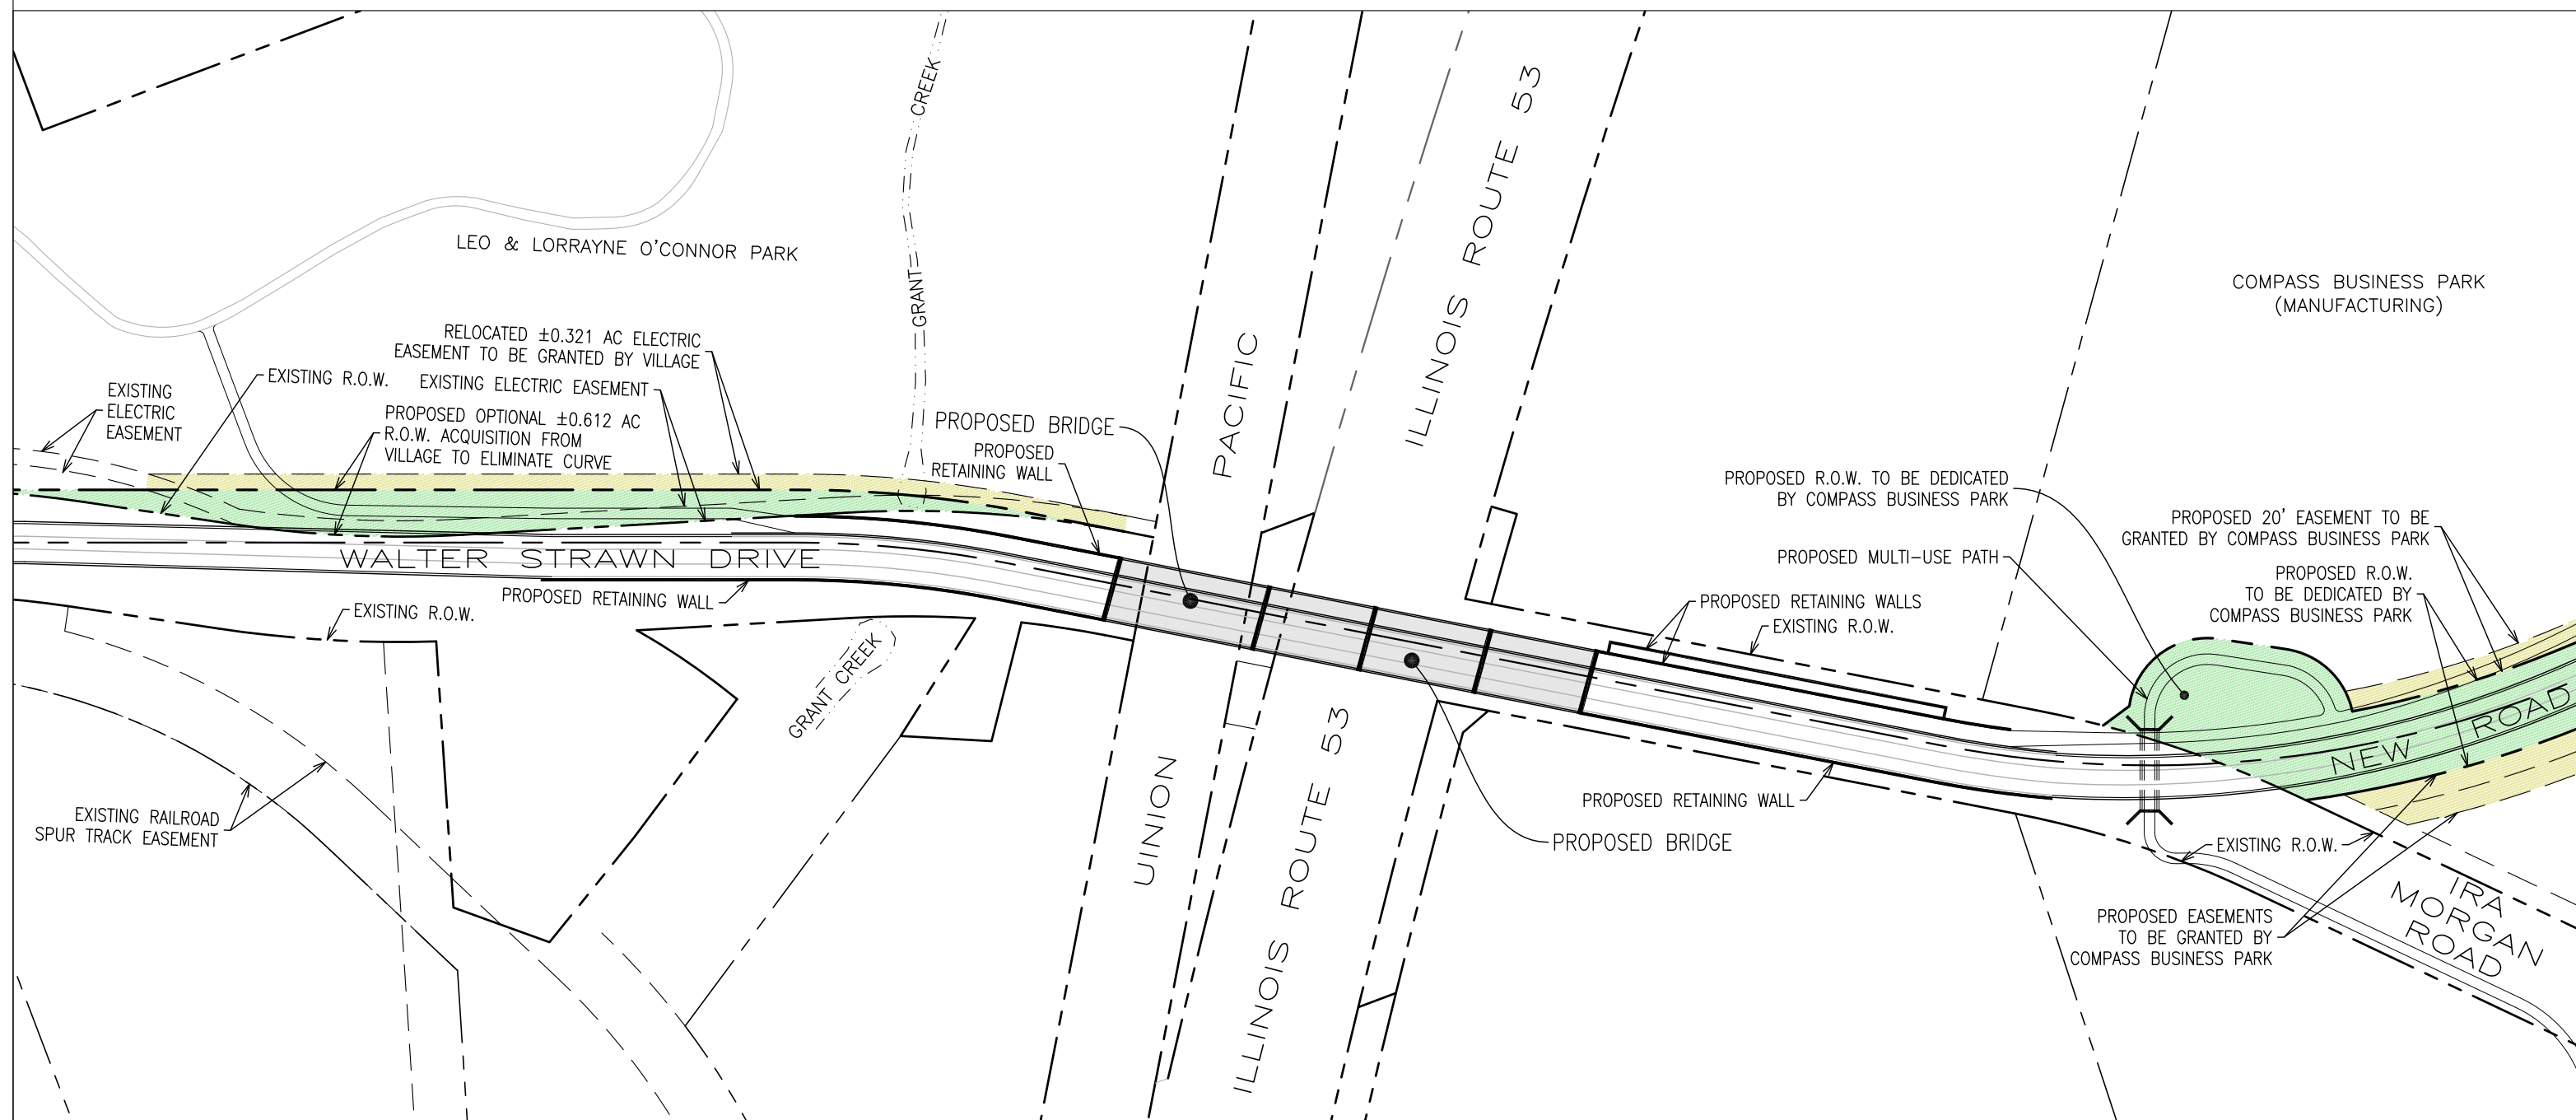 CREEK
GRANT
LEO & LORRAYNE O'CONNOR PARK
RELOCATED ±0.321 AC ELECTRIC
EASEMENT TO BE GRANTED BY VILLAGE
EXISTING R.O.W.
EXISTING ELECTRIC EASEMENT
EXISTING
ELECTRIC
EASEMENT
PROPOSED OPTIONAL ±0.612 AC
R.O.W. ACQUISITION FROM
VILLAGE TO ELIMINATE CURVE
PROPOSED BRIDGE
PROPOSED
RETAINING WALL
WALTER STRAWN DRIVE
PROPOSED RETAINING WALL
EXISTING R.O.W.
GRANT CREEK
EXISTING RAILROAD
SPUR TRACK EASEMENT
PACIFIC
UINION
ILLINOIS ROUTE 53
ILLINOIS ROUTE 53
COMPASS BUSINESS PARK
(MANUFACTURING)
PROPOSED R.O.W. TO BE DEDICATED
BY COMPASS BUSINESS PARK
PROPOSED 20' EASEMENT TO BE
GRANTED BY COMPASS BUSINESS PARK
PROPOSED MULTI-USE PATH
PROPOSED R.O.W.
TO BE DEDICATED BY
COMPASS BUSINESS PARK
PROPOSED RETAINING WALLS
EXISTING R.O.W.
PROPOSED RETAINING WALL
PROPOSED BRIDGE
NEW ROAD
EXISTING R.O.W.
IRA
MORGAN
ROAD
PROPOSED EASEMENTS
TO BE GRANTED BY
COMPASS BUSINESS PARK